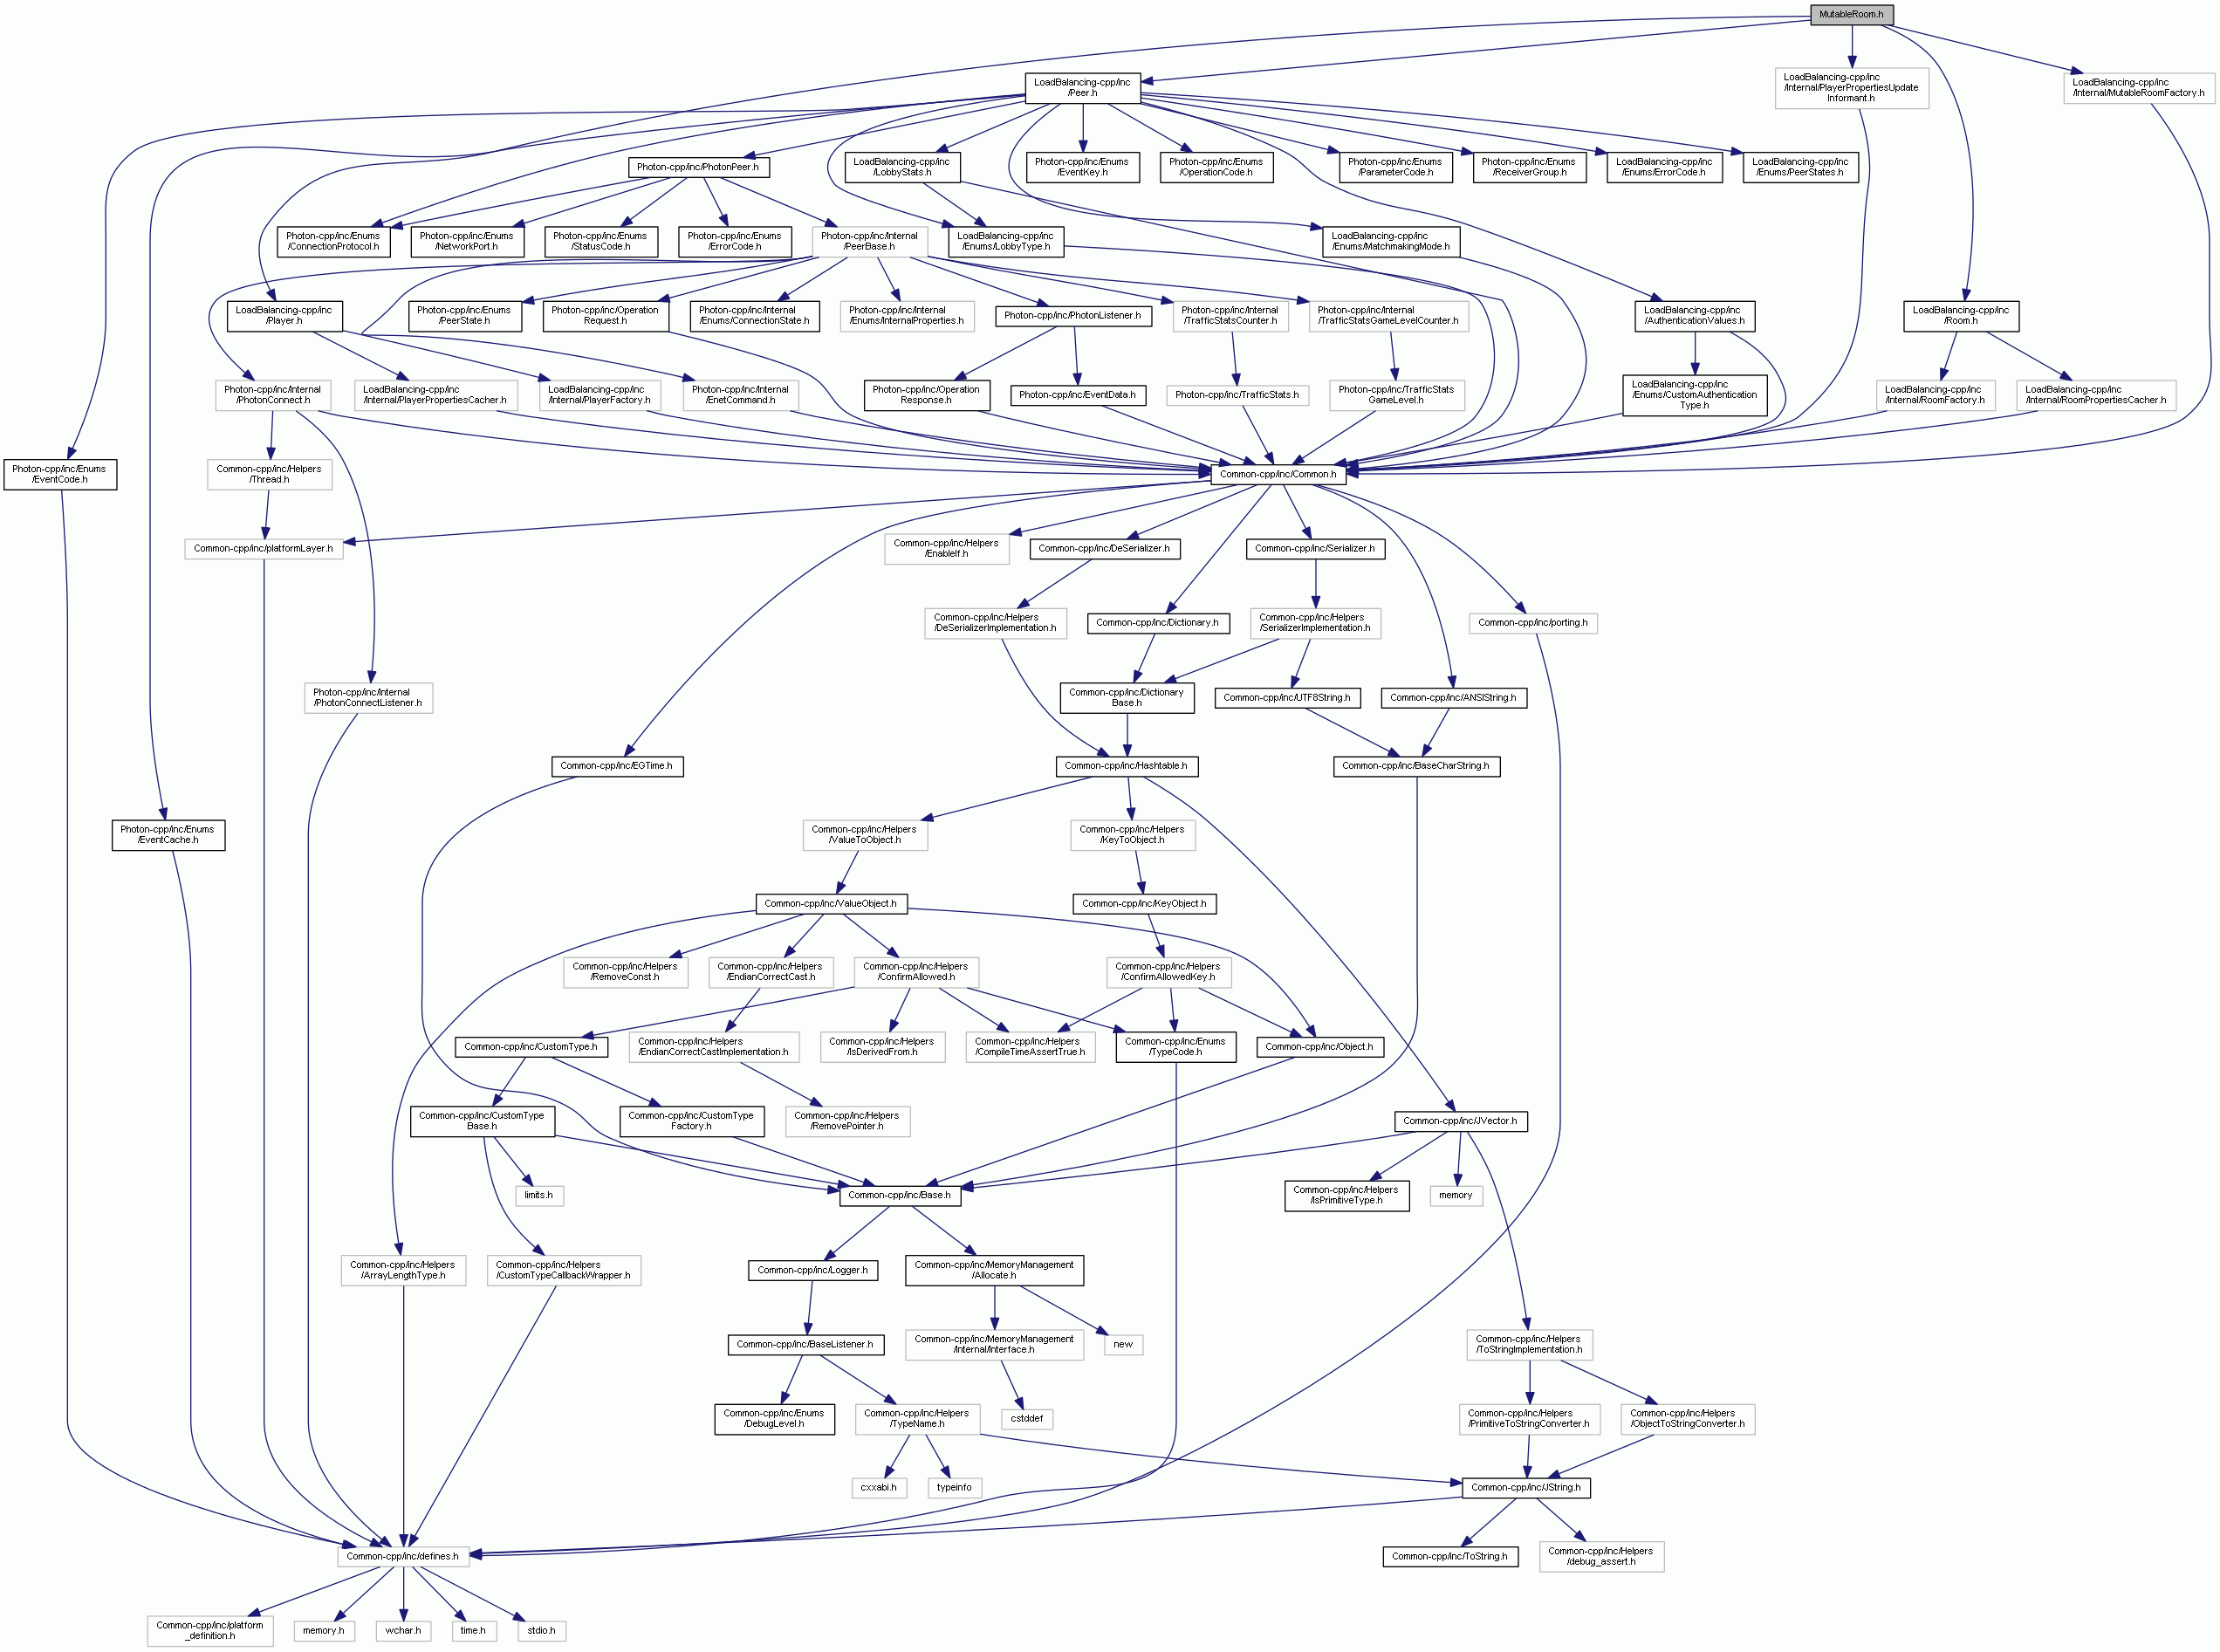 MutableRoom.h
LoadBalancing-cpp/inc
/Peer.h
LoadBalancing-cpp/inc
/Internal/PlayerPropertiesUpdate
Informant.h
LoadBalancing-cpp/inc
/Internal/MutableRoomFactory.h
Photon-cpp/inc/PhotonPeer.h
LoadBalancing-cpp/inc
/LobbyStats.h
Photon-cpp/inc/Enums
/EventKey.h
Photon-cpp/inc/Enums
/OperationCode.h
Photon-cpp/inc/Enums
/ParameterCode.h
Photon-cpp/inc/Enums
/ReceiverGroup.h
LoadBalancing-cpp/inc
/Enums/ErrorCode.h
LoadBalancing-cpp/inc
/Enums/PeerStates.h
Photon-cpp/inc/Enums
/ConnectionProtocol.h
Photon-cpp/inc/Enums
/NetworkPort.h
Photon-cpp/inc/Enums
/StatusCode.h
Photon-cpp/inc/Enums
/ErrorCode.h
Photon-cpp/inc/Internal
/PeerBase.h
LoadBalancing-cpp/inc
/Enums/LobbyType.h
LoadBalancing-cpp/inc
/Enums/MatchmakingMode.h
LoadBalancing-cpp/inc
/Player.h
Photon-cpp/inc/Enums
/PeerState.h
Photon-cpp/inc/Operation
Request.h
Photon-cpp/inc/Internal
/Enums/ConnectionState.h
Photon-cpp/inc/Internal
/Enums/InternalProperties.h
Photon-cpp/inc/PhotonListener.h
Photon-cpp/inc/Internal
/TrafficStatsCounter.h
Photon-cpp/inc/Internal
/TrafficStatsGameLevelCounter.h
LoadBalancing-cpp/inc
/AuthenticationValues.h
LoadBalancing-cpp/inc
/Room.h
Photon-cpp/inc/Internal
/PhotonConnect.h
LoadBalancing-cpp/inc
/Internal/PlayerPropertiesCacher.h
LoadBalancing-cpp/inc
/Internal/PlayerFactory.h
Photon-cpp/inc/Internal
/EnetCommand.h
Photon-cpp/inc/Operation
Response.h
Photon-cpp/inc/EventData.h
Photon-cpp/inc/TrafficStats.h
Photon-cpp/inc/TrafficStats
GameLevel.h
LoadBalancing-cpp/inc
/Enums/CustomAuthentication
Type.h
LoadBalancing-cpp/inc
/Internal/RoomFactory.h
LoadBalancing-cpp/inc
/Internal/RoomPropertiesCacher.h
Photon-cpp/inc/Enums
/EventCode.h
Common-cpp/inc/Helpers
/Thread.h
Common-cpp/inc/Common.h
Common-cpp/inc/platformLayer.h
Common-cpp/inc/Helpers
/EnableIf.h
Common-cpp/inc/DeSerializer.h
Common-cpp/inc/Serializer.h
Common-cpp/inc/Helpers
/DeSerializerImplementation.h
Common-cpp/inc/Dictionary.h
Common-cpp/inc/Helpers
/SerializerImplementation.h
Common-cpp/inc/porting.h
Photon-cpp/inc/Internal
/PhotonConnectListener.h
Common-cpp/inc/Dictionary
Base.h
Common-cpp/inc/UTF8String.h
Common-cpp/inc/ANSIString.h
Common-cpp/inc/EGTime.h
Common-cpp/inc/Hashtable.h
Common-cpp/inc/BaseCharString.h
Photon-cpp/inc/Enums
/EventCache.h
Common-cpp/inc/Helpers
/ValueToObject.h
Common-cpp/inc/Helpers
/KeyToObject.h
Common-cpp/inc/ValueObject.h
Common-cpp/inc/KeyObject.h
Common-cpp/inc/Helpers
/RemoveConst.h
Common-cpp/inc/Helpers
/EndianCorrectCast.h
Common-cpp/inc/Helpers
/ConfirmAllowed.h
Common-cpp/inc/Helpers
/ConfirmAllowedKey.h
Common-cpp/inc/CustomType.h
Common-cpp/inc/Helpers
/EndianCorrectCastImplementation.h
Common-cpp/inc/Helpers
/IsDerivedFrom.h
Common-cpp/inc/Helpers
/CompileTimeAssertTrue.h
Common-cpp/inc/Enums
/TypeCode.h
Common-cpp/inc/Object.h
Common-cpp/inc/CustomType
Base.h
Common-cpp/inc/CustomType
Factory.h
Common-cpp/inc/Helpers
/RemovePointer.h
Common-cpp/inc/JVector.h
limits.h
Common-cpp/inc/Base.h
Common-cpp/inc/Helpers
/IsPrimitiveType.h
memory
Common-cpp/inc/Helpers
/ArrayLengthType.h
Common-cpp/inc/Helpers
/CustomTypeCallbackWrapper.h
Common-cpp/inc/Logger.h
Common-cpp/inc/MemoryManagement
/Allocate.h
Common-cpp/inc/BaseListener.h
Common-cpp/inc/MemoryManagement
/Internal/Interface.h
new
Common-cpp/inc/Helpers
/ToStringImplementation.h
Common-cpp/inc/Enums
/DebugLevel.h
Common-cpp/inc/Helpers
/TypeName.h
cstddef
Common-cpp/inc/Helpers
/PrimitiveToStringConverter.h
Common-cpp/inc/Helpers
/ObjectToStringConverter.h
cxxabi.h
typeinfo
Common-cpp/inc/JString.h
Common-cpp/inc/defines.h
Common-cpp/inc/ToString.h
Common-cpp/inc/Helpers
/debug_assert.h
Common-cpp/inc/platform
_definition.h
memory.h
wchar.h
time.h
stdio.h